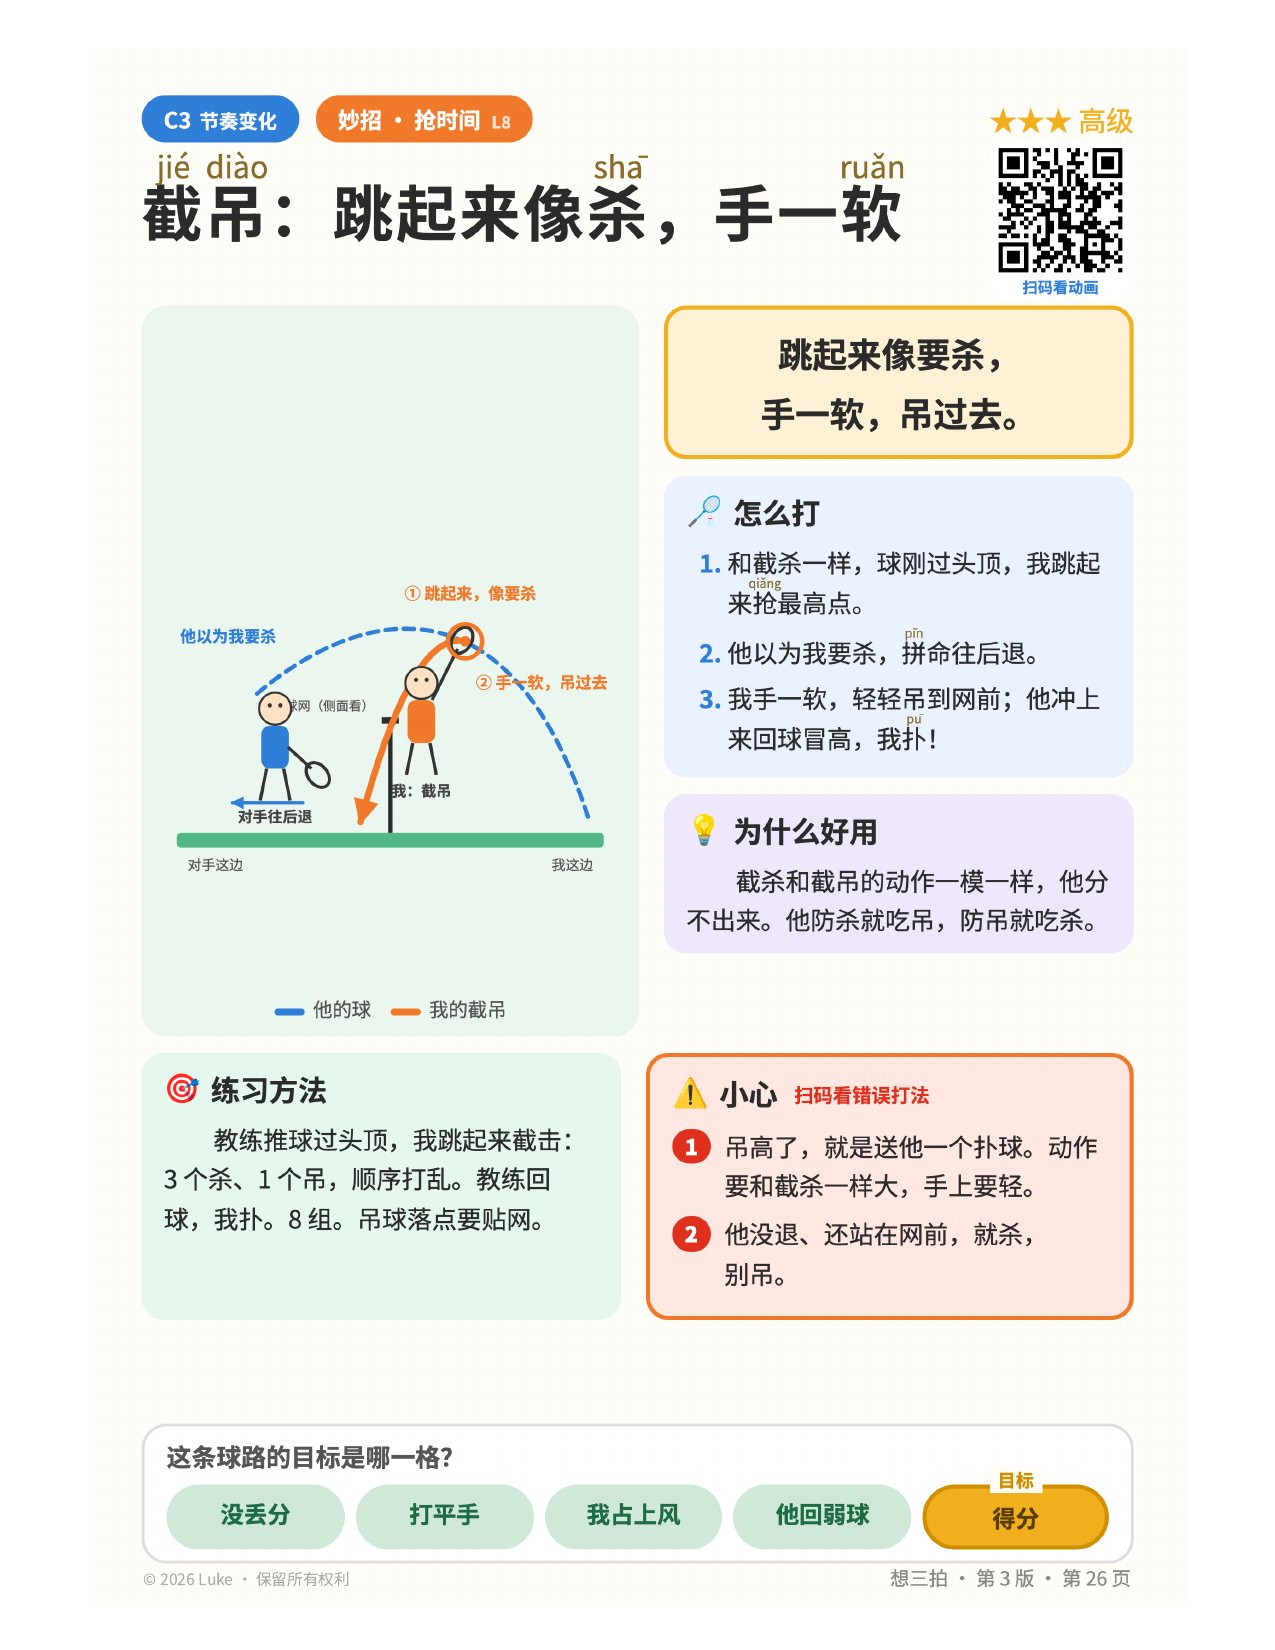 C3 节奏变化
妙招 · 抢时间 L8
★★★ 高级
jié diào shā ruǎn
截吊：跳起来像杀，手一软
扫码看动画
① 跳起来，像要杀
他以为我要杀
② 手一软，吊过去
球网（侧面看）
我：截吊
对手往后退
对手这边
我这边
他的球
我的截吊
跳起来像要杀，
手一软，吊过去。
怎么打
1. 和截杀一样，球刚过头顶，我跳起
qiǎng
来抢最高点。
pīn
2. 他以为我要杀，拼命往后退。
3. 我手一软，轻轻吊到网前；他冲上
pū
来回球冒高，我扑！
为什么好用
截杀和截吊的动作一模一样，他分
不出来。他防杀就吃吊，防吊就吃杀。
练习方法
教练推球过头顶，我跳起来截击：
3 个杀、1 个吊，顺序打乱。教练回
球，我扑。8 组。吊球落点要贴网。
小心 扫码看错误打法
1 吊高了，就是送他一个扑球。动作
要和截杀一样大，手上要轻。
2 他没退、还站在网前，就杀，
别吊。
这条球路的目标是哪一格？
没丢分
打平手
我占上风
他回弱球
目标
得分
© 2026 Luke · 保留所有权利
想三拍 · 第 3 版 · 第 26 页